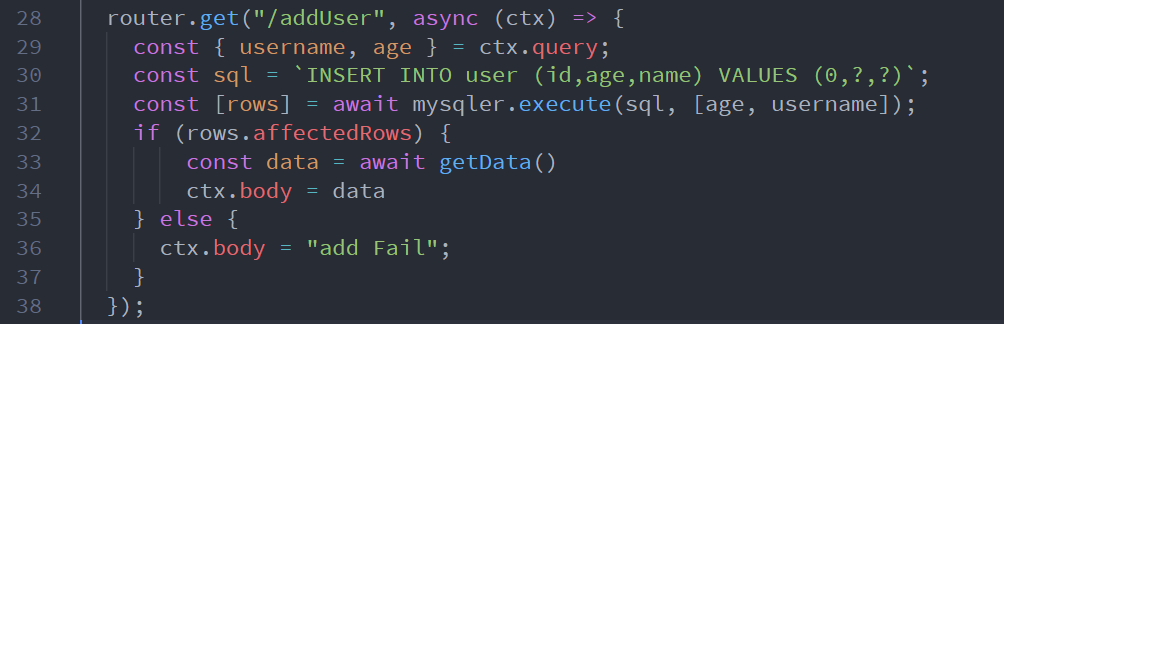 28 router.get("/addUser", async (ctx) => {
29 const { username, age } = ctx.query;
30 const sql = `INSERT INTO user (id,age,name) VALUES (0,?,?)`;
31 const [rows] = await mysqler.execute(sql, [age, username]);
32 if (rows.affectedRows) {
33 const data = await getData()
34 ctx.body = data
35 } else {
36 ctx.body = "add Fail";
37 }
38 });